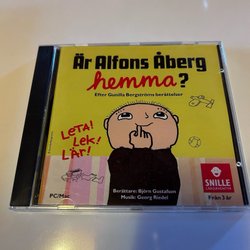 Är Alfons Åberg
hemma?
Efter Gunilla Bergströms berättelser
LETA!
LEK!
LÄR!
Berättare: Björn Gustafson
Musik: Georg Riedel
PC/Mac
SNILLE
Från 3 år